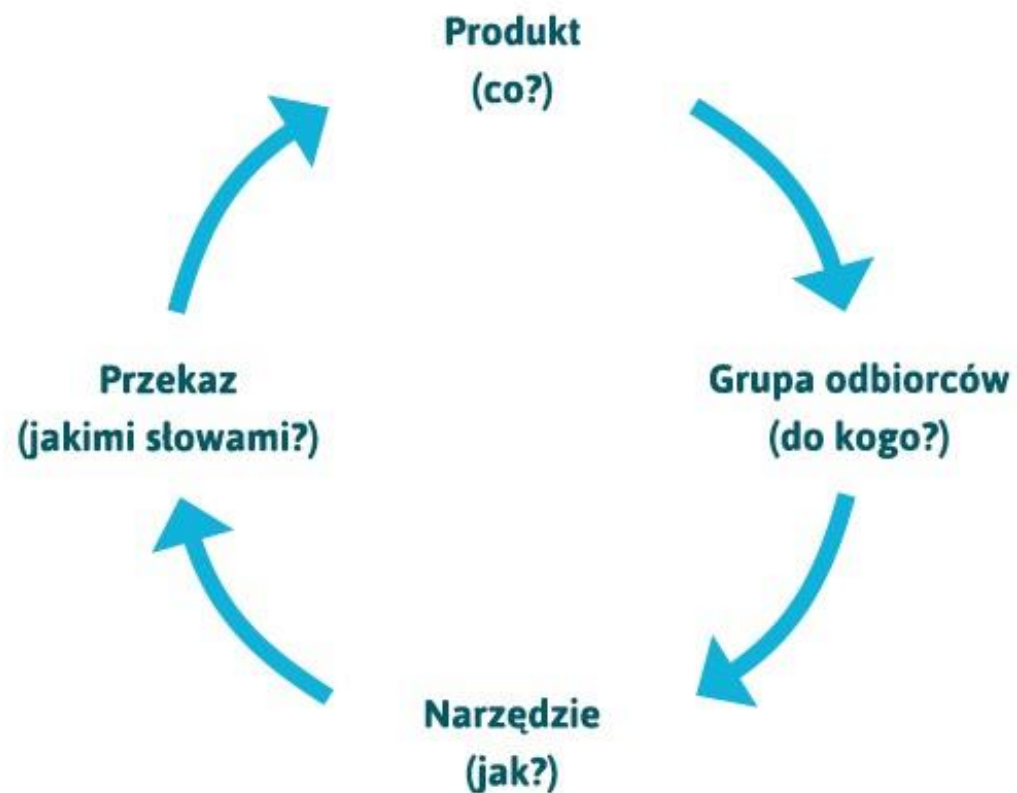 Produkt
(co?)
Grupa odbiorców
(do kogo?)
Narzędzie
(jak?)
Przekaz
(jakimi słowami?)